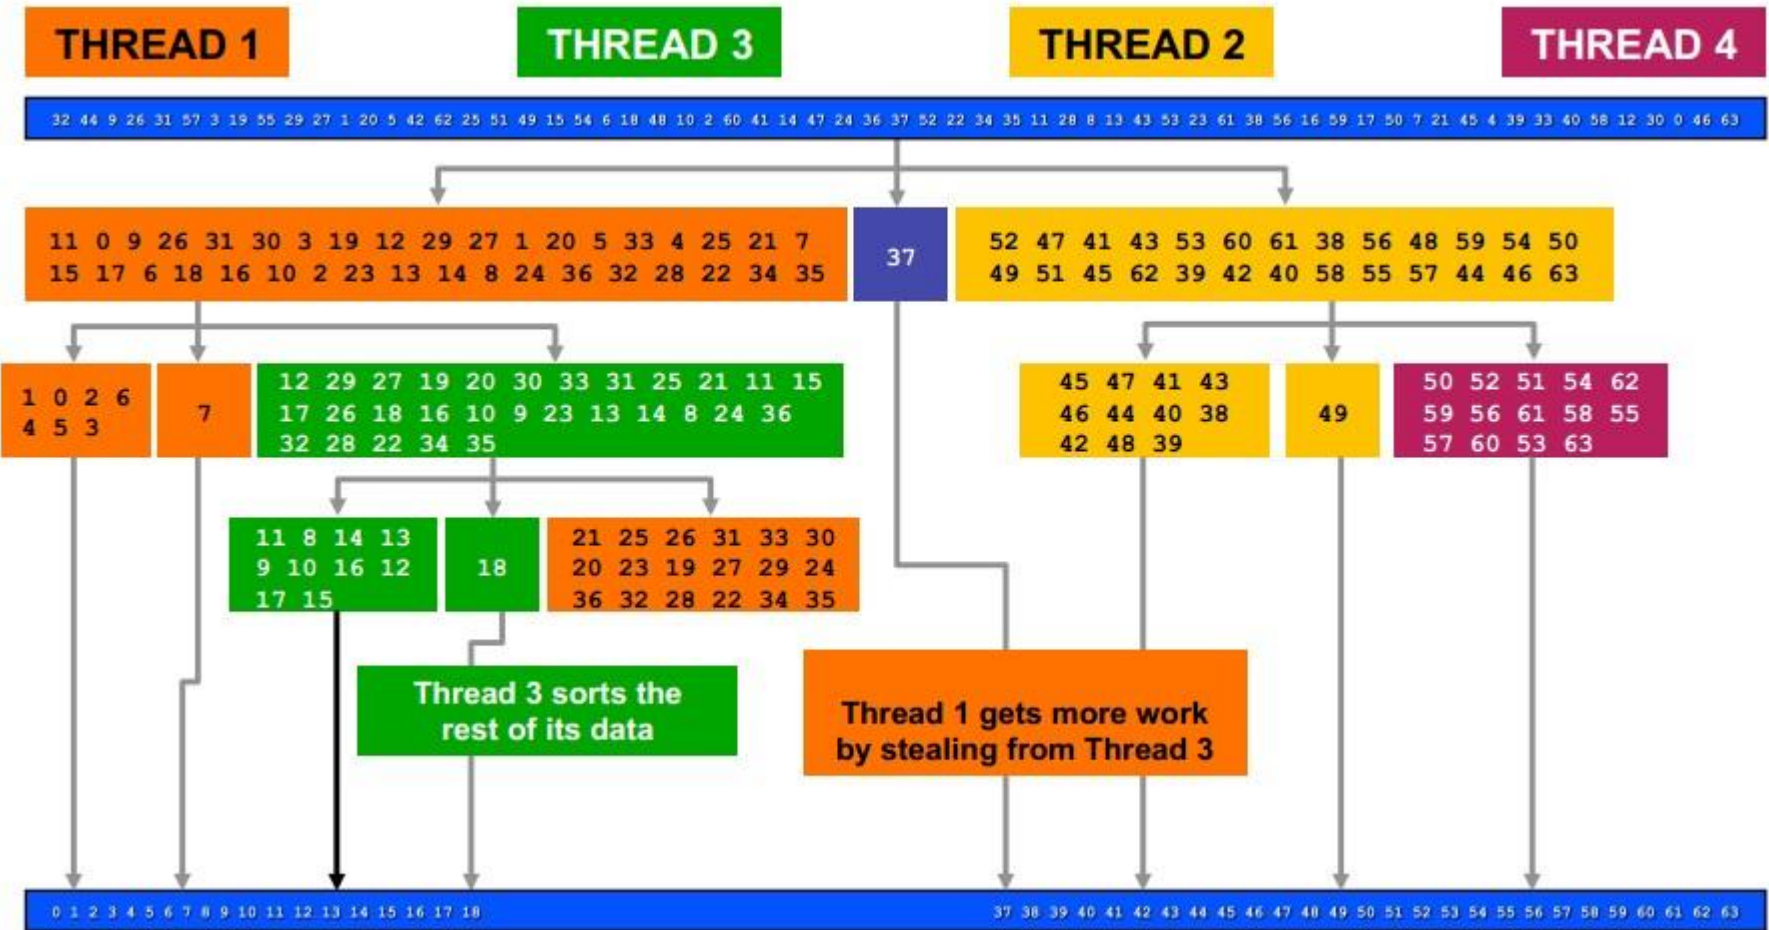 THREAD 1
THREAD 3
THREAD 2
THREAD 4
32 44 9 26 31 57 3 19 55 29 27 1 20 5 42 62 25 51 49 15 54 6 18 48 10 2 60 41 14 47 24 36 37 52 22 34 35 11 28 8 13 43 53 23 61 38 56 16 59 17 50 7 21 45 4 39 33 40 58 12 30 0 46 63
11 0 9 26 31 30 3 19 12 29 27 1 20 5 33 4 25 21 7
15 17 6 18 16 10 2 23 13 14 8 24 36 32 28 22 34 35
37
52 47 41 43 53 60 61 38 56 48 59 54 50
49 51 45 62 39 42 40 58 55 57 44 46 63
1 0 2 6
4 5 3
7
12 29 27 19 20 30 33 31 25 21 11 15
17 26 18 16 10 9 23 13 14 8 24 36
32 28 22 34 35
45 47 41 43
46 44 40 38
42 48 39
49
50 52 51 54 62
59 56 61 58 55
57 60 53 63
11 8 14 13
9 10 16 12
17 15
18
21 25 26 31 33 30
20 23 19 27 29 24
36 32 28 22 34 35
Thread 3 sorts the
rest of its data
Thread 1 gets more work
by stealing from Thread 3
0 1 2 3 4 5 6 7 8 9 10 11 12 13 14 15 16 17 18
37 38 39 40 41 42 43 44 45 46 47 48 49 50 51 52 53 54 55 56 57 58 59 60 61 62 63